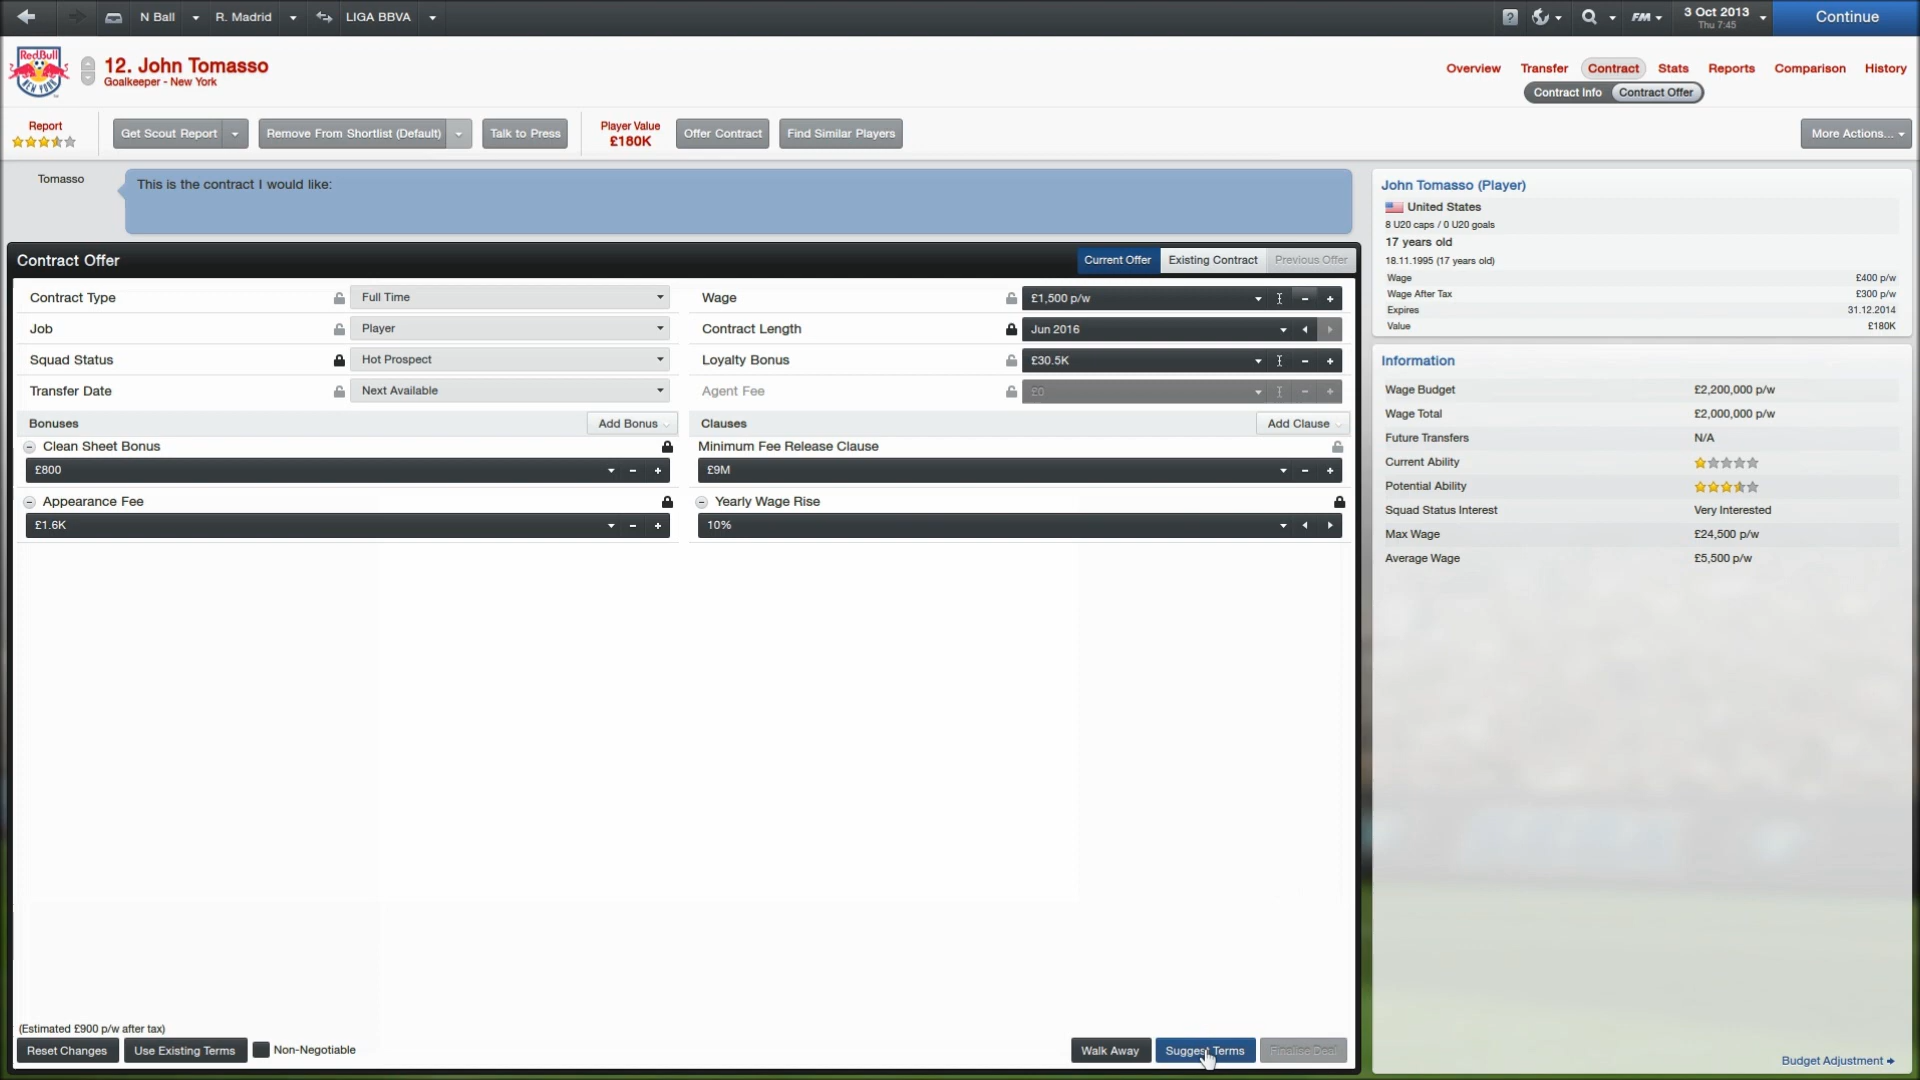 N Ball
R. Madrid
LIGA BBVA
FM
3 Oct 2013
Thu 7:45
Continue
Red Bull
NEW YORK
12. John Tomasso
Goalkeeper - New York
Overview
Transfer
Contract
Stats
Reports
Comparison
History
Contract Info
Contract Offer
Report
Get Scout Report
Remove From Shortlist (Default)
Talk to Press
Player Value
£180K
Offer Contract
Find Similar Players
More Actions...
Tomasso
This is the contract I would like:
Contract Offer
Current Offer
Existing Contract
Previous Offer
Contract Type
Full Time
Wage
£1,500 p/w
Job
Player
Contract Length
Jun 2016
Squad Status
Hot Prospect
Loyalty Bonus
£30.5K
Transfer Date
Next Available
Agent Fee
£0
Bonuses
Add Bonus
Clauses
Add Clause
Clean Sheet Bonus
£800
Minimum Fee Release Clause
£9M
Appearance Fee
£1.6K
Yearly Wage Rise
10%
(Estimated £900 p/w after tax)
Reset Changes
Use Existing Terms
Non-Negotiable
Walk Away
Suggest Terms
Finalise Deal
John Tomasso (Player)
United States
8 U20 caps / 0 U20 goals
17 years old
18.11.1995 (17 years old)
Wage £400 p/w
Wage After Tax £300 p/w
Expires 31.12.2014
Value £180K
Information
Wage Budget £2,200,000 p/w
Wage Total £2,000,000 p/w
Future Transfers N/A
Current Ability
Potential Ability
Squad Status Interest Very Interested
Max Wage £24,500 p/w
Average Wage £5,500 p/w
Budget Adjustment